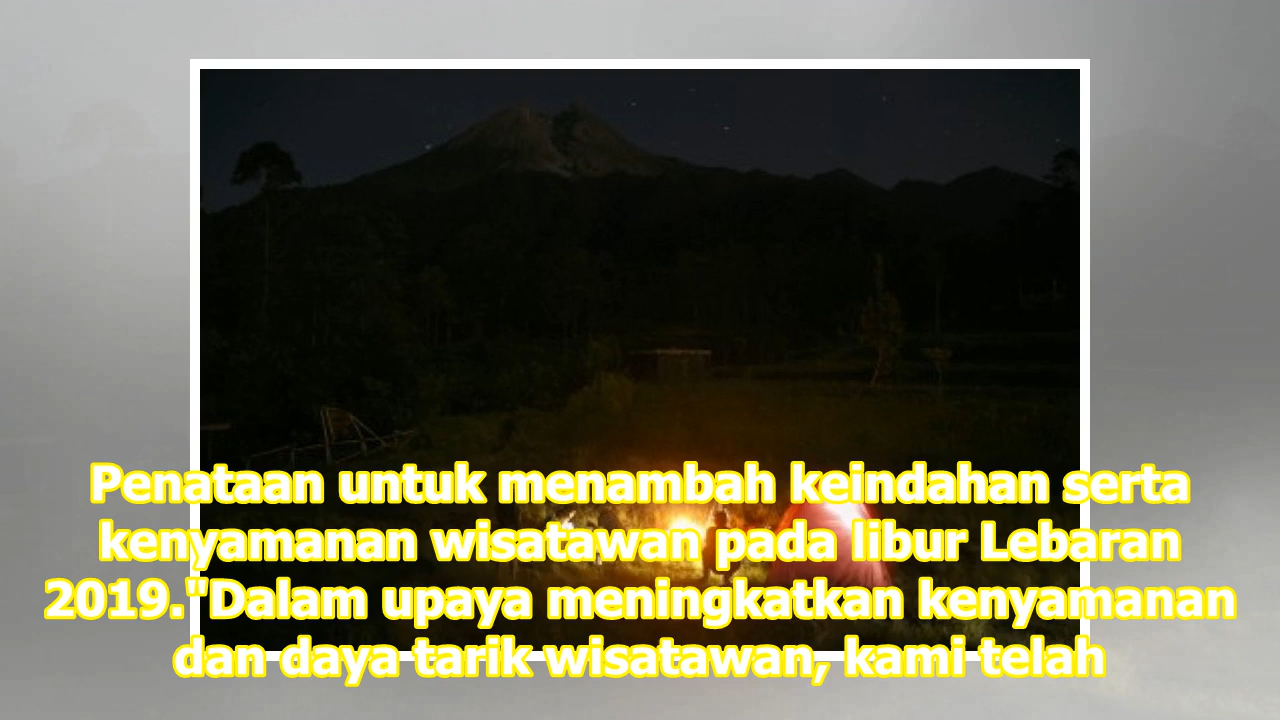 Penataan untuk menambah keindahan serta
kenyamanan wisatawan pada libur Lebaran
2019."Dalam upaya meningkatkan kenyamanan
dan daya tarik wisatawan, kami telah